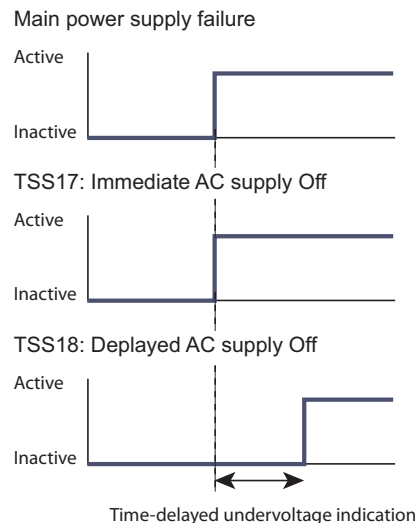 Main power supply failure
Active
Inactive
TSS17: Immediate AC supply Off
Active
Inactive
TSS18: Deplayed AC supply Off
Active
Inactive
Time-delayed undervoltage indication